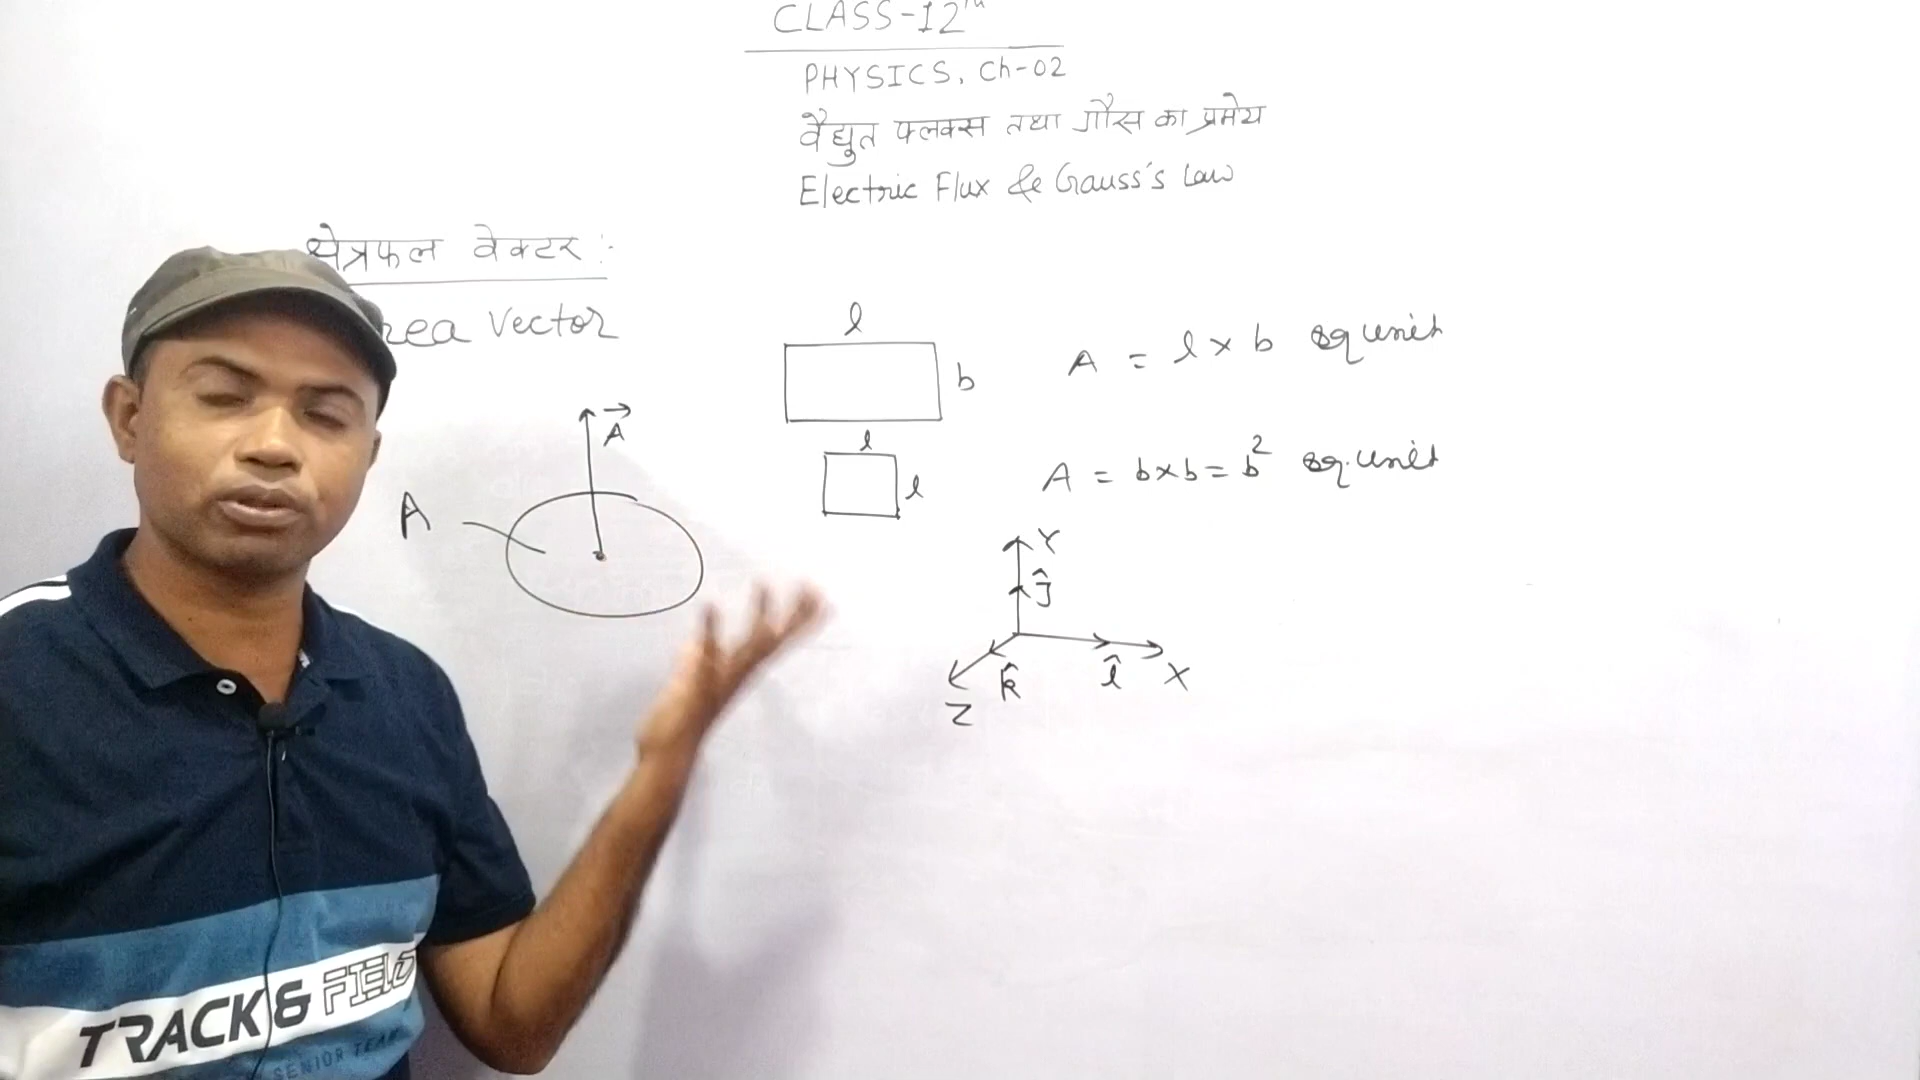 CLASS-12th
PHYSICS, Ch-02
वैद्युत फ्लक्स तथा गौस का प्रमेय
Electric Flux & Gauss's Law
क्षेत्रफल वेक्टर :-
rea Vector
l
b
A = l x b sq unit
l
l
A = b x b = b² sq. unit
A⃗
A
Y
ĵ
î
X
k̂
Z
TRACK & FIELD
SENIOR TEAM